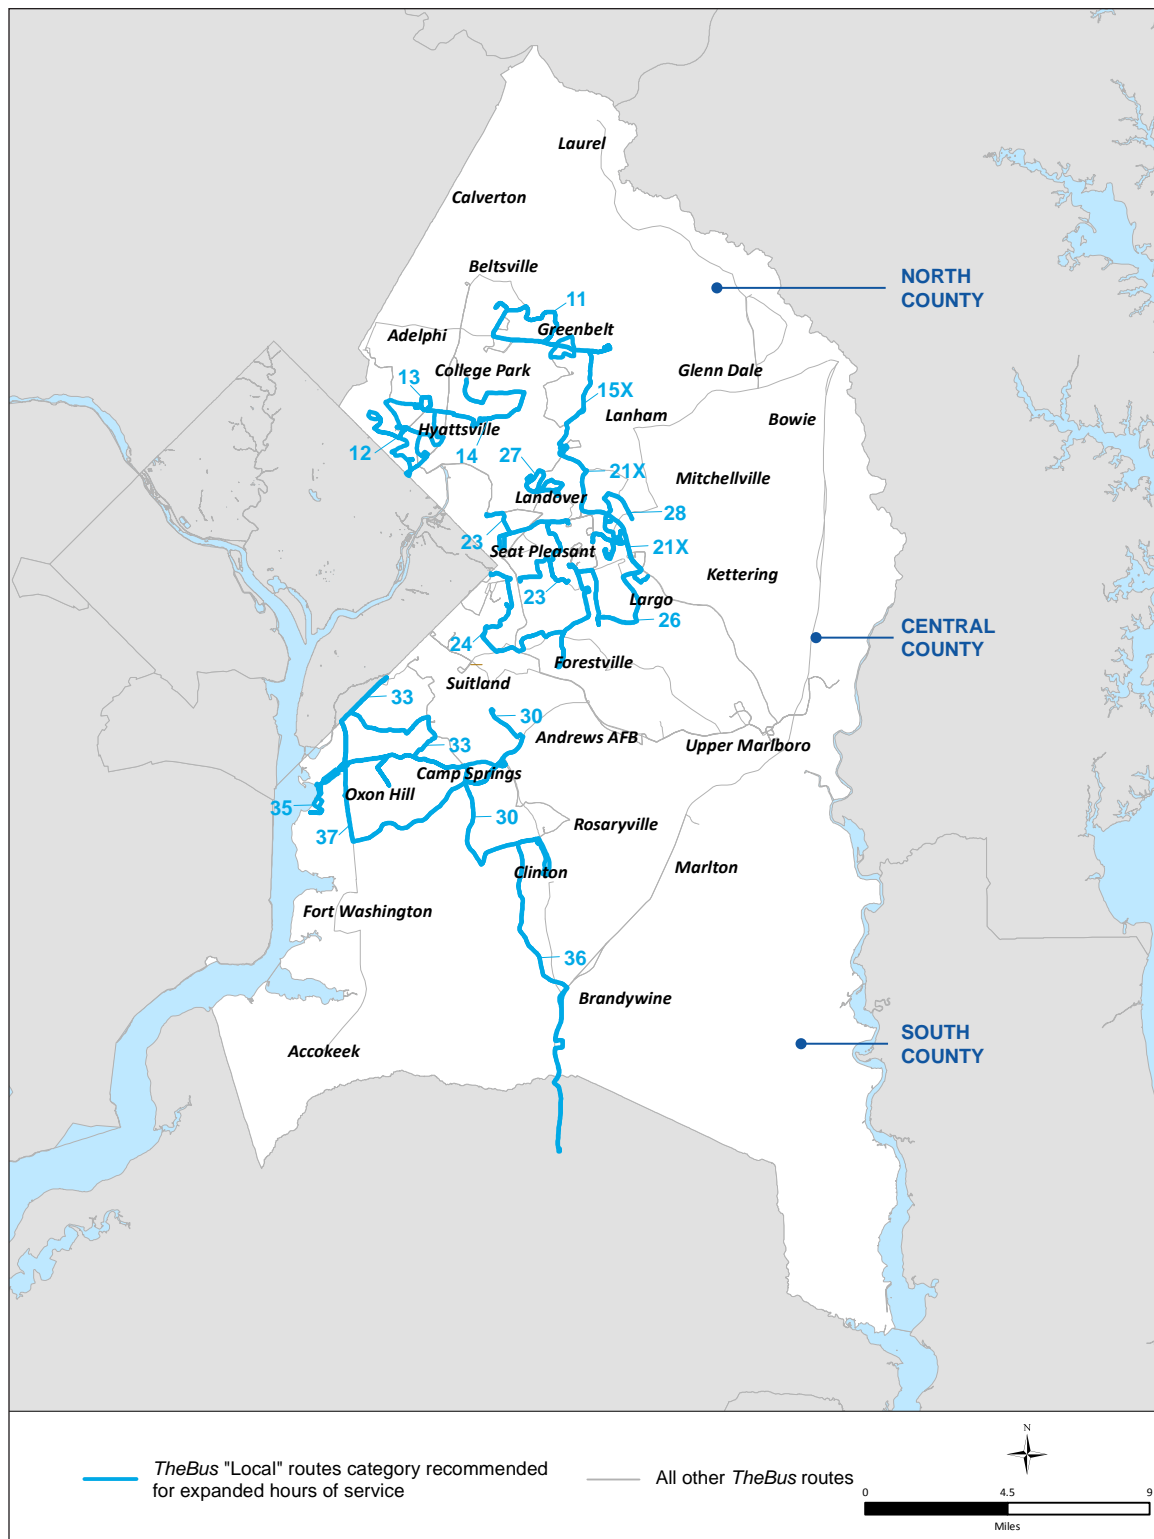 Laurel
Calverton
Beltsville
NORTH
COUNTY
11
Greenbelt
Adelphi
College Park
Glenn Dale
13
15X
Lanham
Bowie
Hyattsville
12
14
27
21X
Mitchellville
Landover
28
23
21X
Seat Pleasant
Kettering
23
Largo
26
CENTRAL
COUNTY
24
Forestville
Suitland
33
30
Andrews AFB
33
Upper Marlboro
Camp Springs
Oxon Hill
35
30
37
Rosaryville
Clinton
Marlton
Fort Washington
36
Brandywine
SOUTH
COUNTY
Accokeek
TheBus "Local" routes category recommended
for expanded hours of service
All other TheBus routes
N
0 4.5 9
Miles